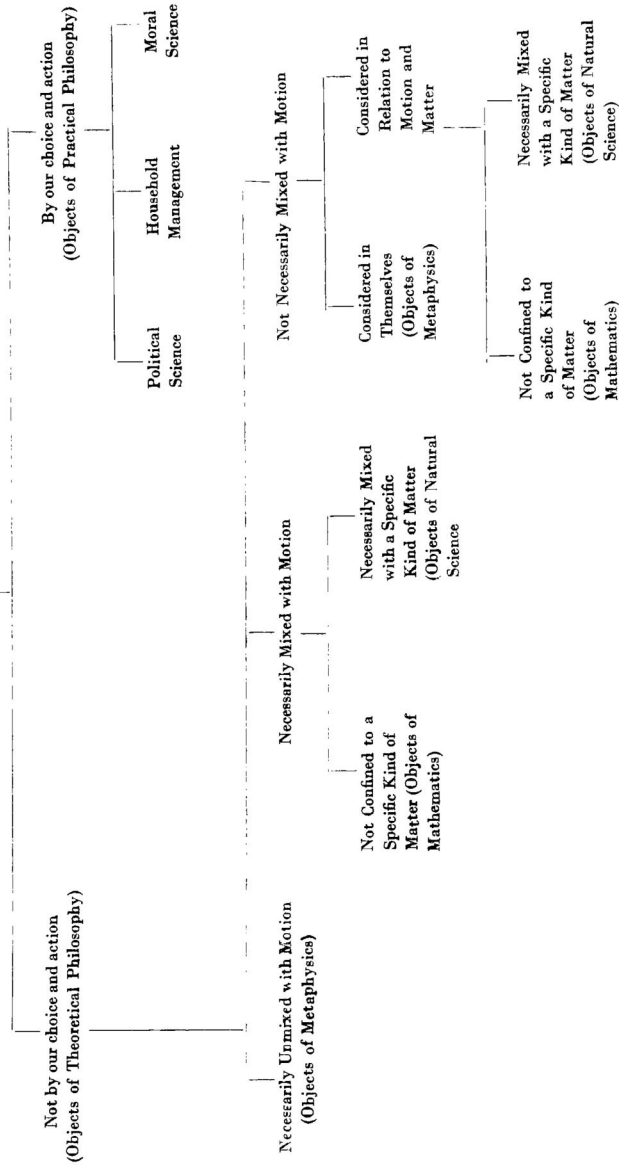 Not by our choice and action
(Objects of Theoretical Philosophy)
By our choice and action
(Objects of Practical Philosophy)
Political
Science
Household
Management
Moral
Science
Necessarily Unmixed with Motion
(Objects of Metaphysics)
Necessarily Mixed with Motion
Not Necessarily Mixed with Motion
Not Confined to a
Specific Kind of
Matter (Objects of
Mathematics)
Necessarily Mixed
with a Specific
Kind of Matter
(Objects of Natural
Science
Considered in
Themselves
(Objects of
Metaphysics)
Considered in
Relation to
Motion and
Matter
Not Confined to
a Specific Kind
of Matter
(Objects of
Mathematics)
Necessarily Mixed
with a Specific
Kind of Matter
(Objects of Natural
Science)